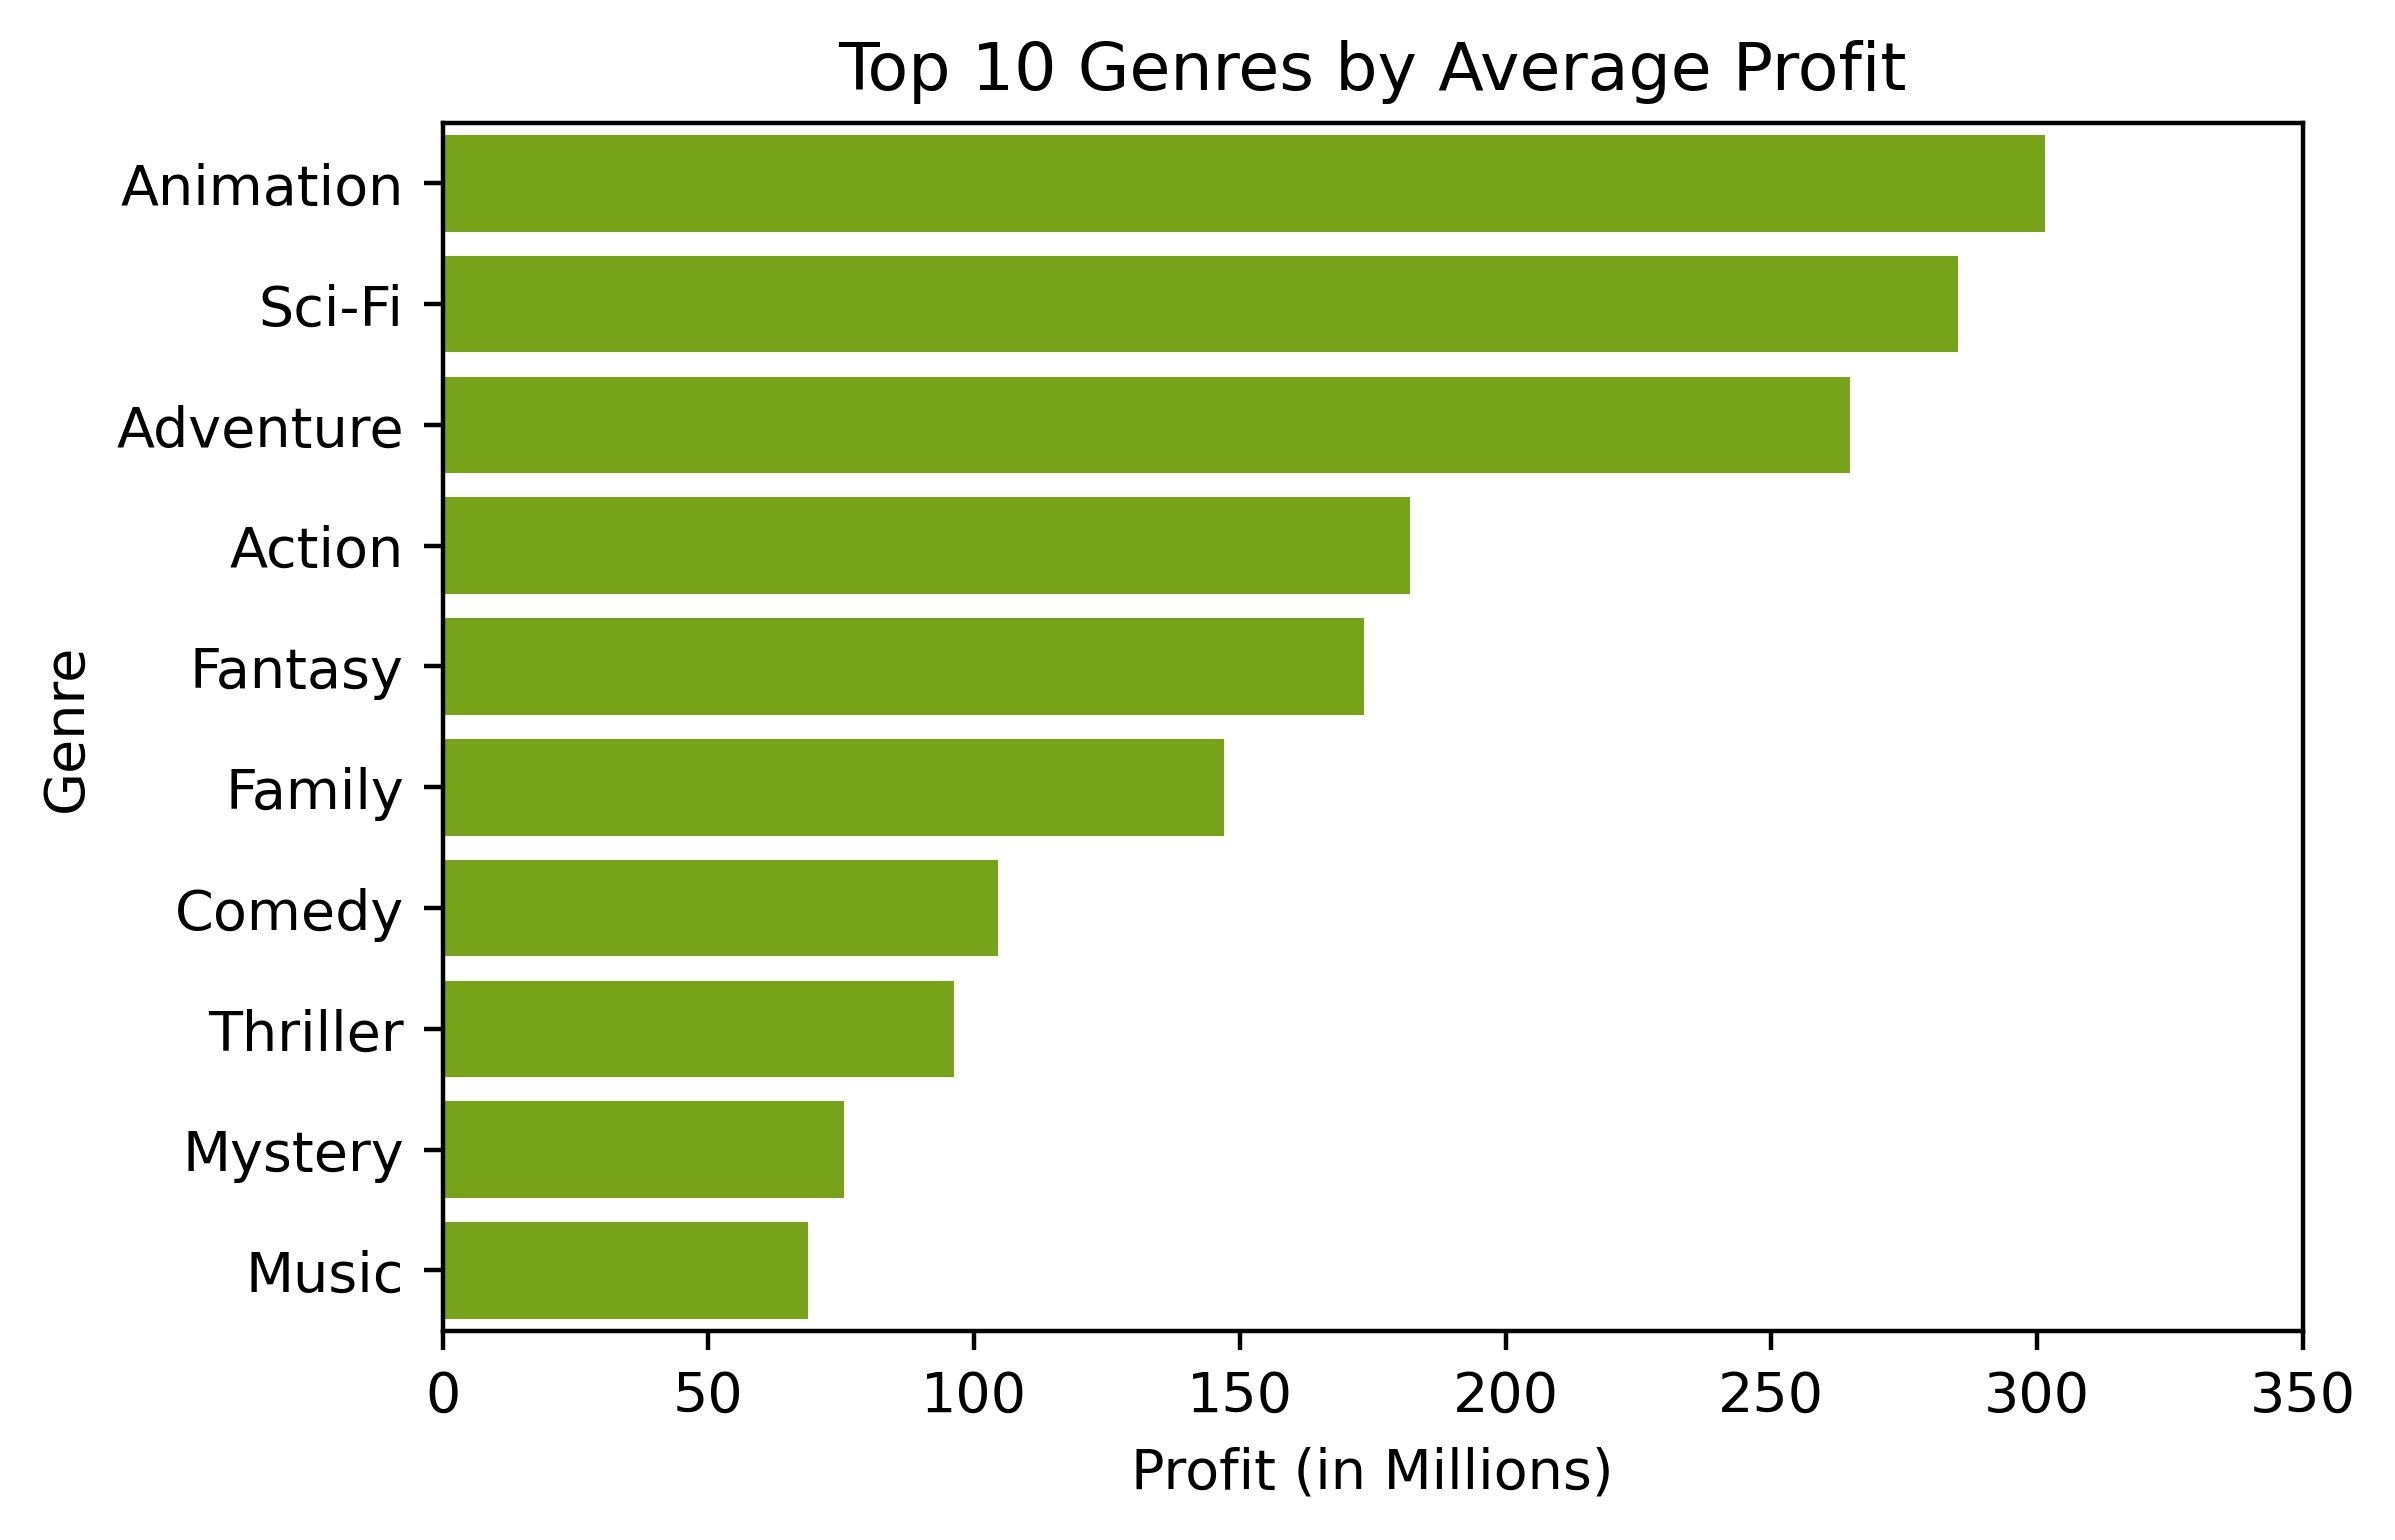 Top 10 Genres by Average Profit
Genre
Animation
Sci-Fi
Adventure
Action
Fantasy
Family
Comedy
Thriller
Mystery
Music
0 50 100 150 200 250 300 350
Profit (in Millions)